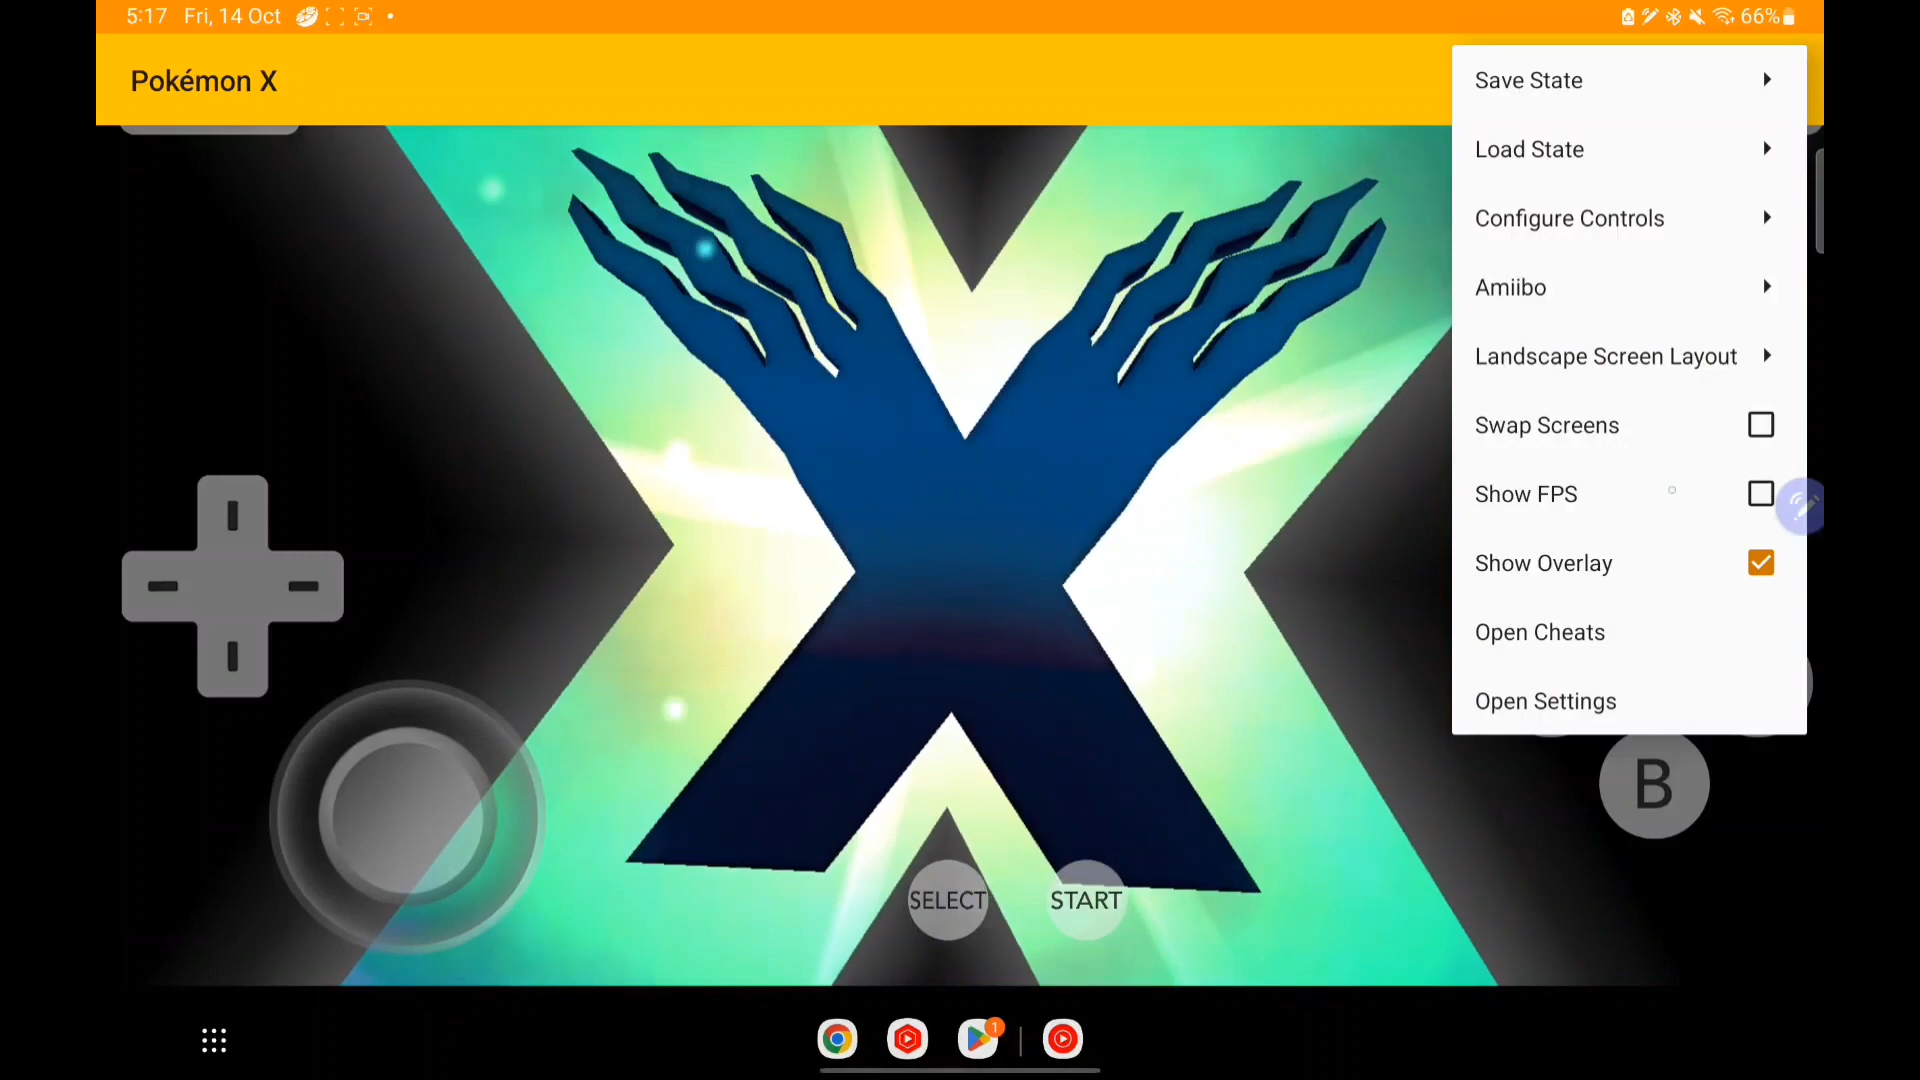 5:17 Fri, 14 Oct
66%
Pokémon X
Save State
Load State
Configure Controls
Amiibo
Landscape Screen Layout
Swap Screens
Show FPS
Show Overlay
Open Cheats
Open Settings
B
SELECT START
1